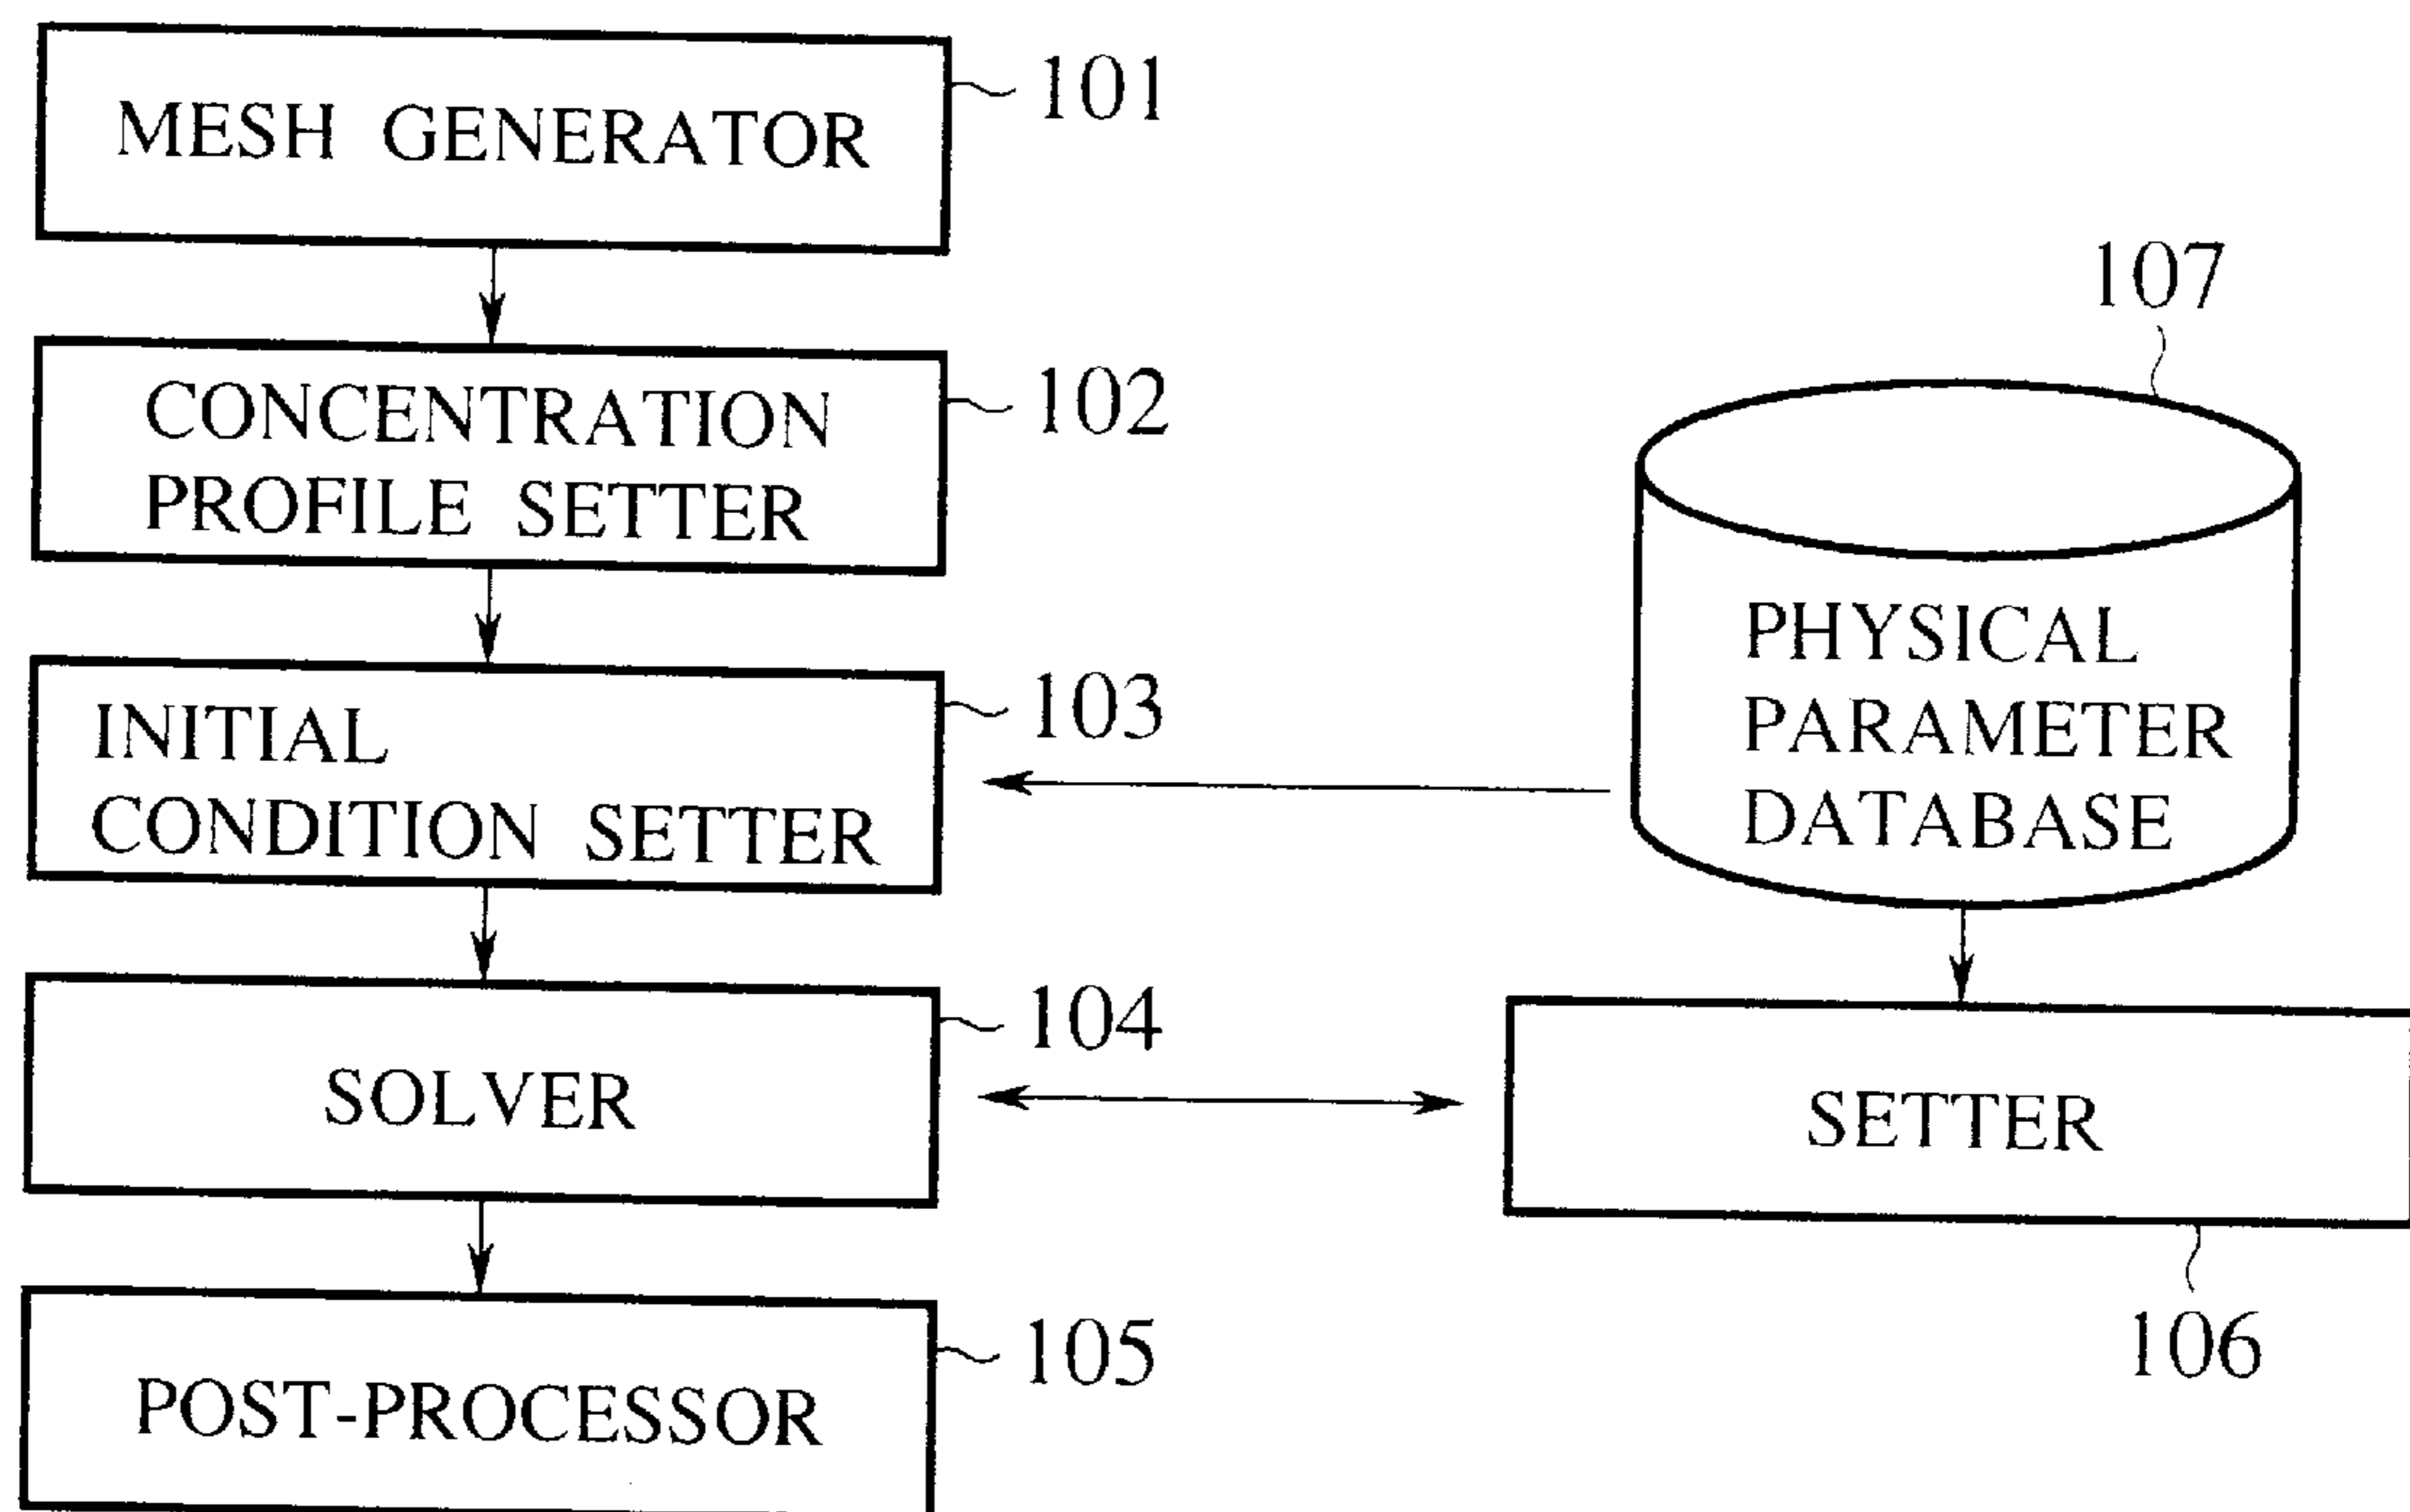 MESH GENERATOR
101
CONCENTRATION
PROFILE SETTER
102
INITIAL
CONDITION SETTER
103
SOLVER
104
POST-PROCESSOR
105
107
PHYSICAL
PARAMETER
DATABASE
SETTER
106